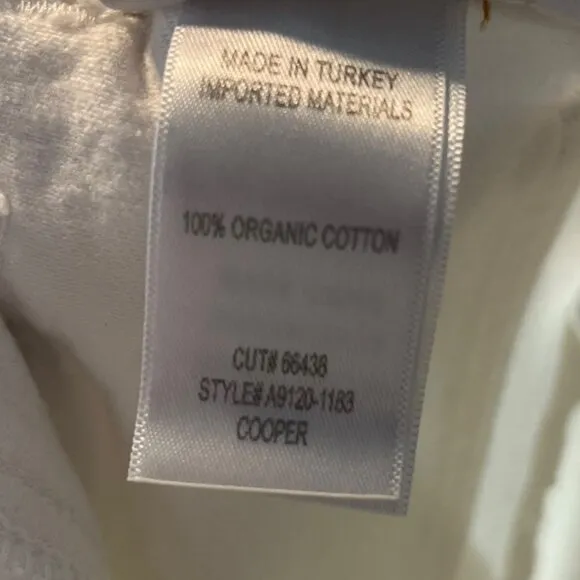 MADE IN TURKEY
IMPORTED MATERIALS
100% ORGANIC COTTON
CUT# 66438
STYLE# A9120-1183
COOPER